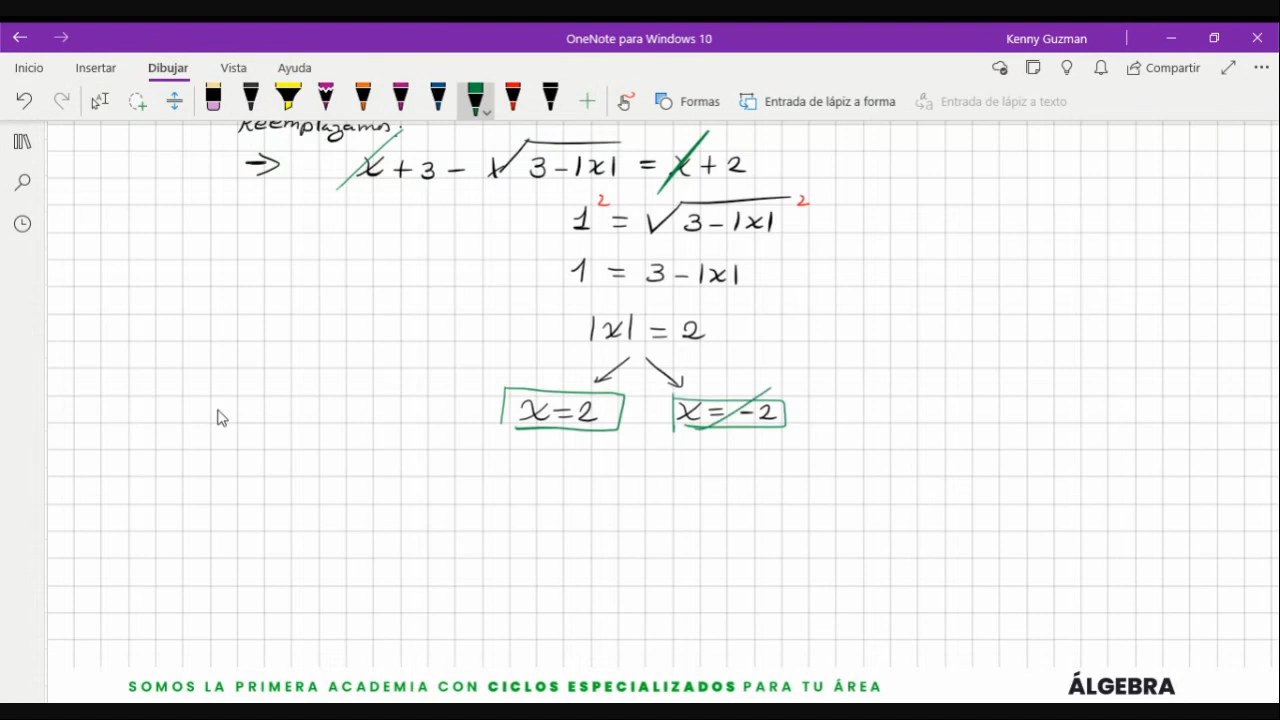 OneNote para Windows 10
Kenny Guzman
Inicio Insertar Dibujar Vista Ayuda
Compartir
Formas Entrada de lápiz a forma Entrada de lápiz a texto
Reemplazamos:
→ x + 3 - √(3-|x|) = x + 2
1² = √(3-|x|)²
1 = 3-|x|
|x| = 2
x=2 x=-2
SOMOS LA PRIMERA ACADEMIA CON CICLOS ESPECIALIZADOS PARA TU ÁREA
ÁLGEBRA